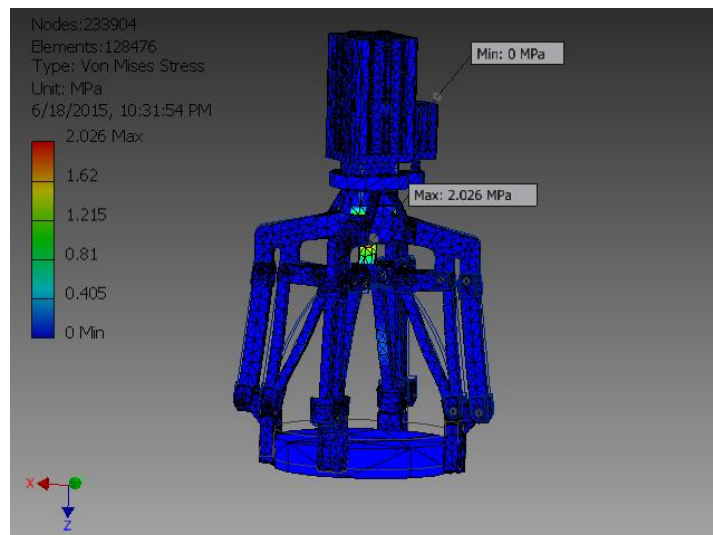 Nodes:233904
Elements:128476
Type: Von Mises Stress
Unit: MPa
6/18/2015, 10:31:54 PM
2.026 Max
1.62
1.215
0.81
0.405
0 Min
Min: 0 MPa
Max: 2.026 MPa
X
Z